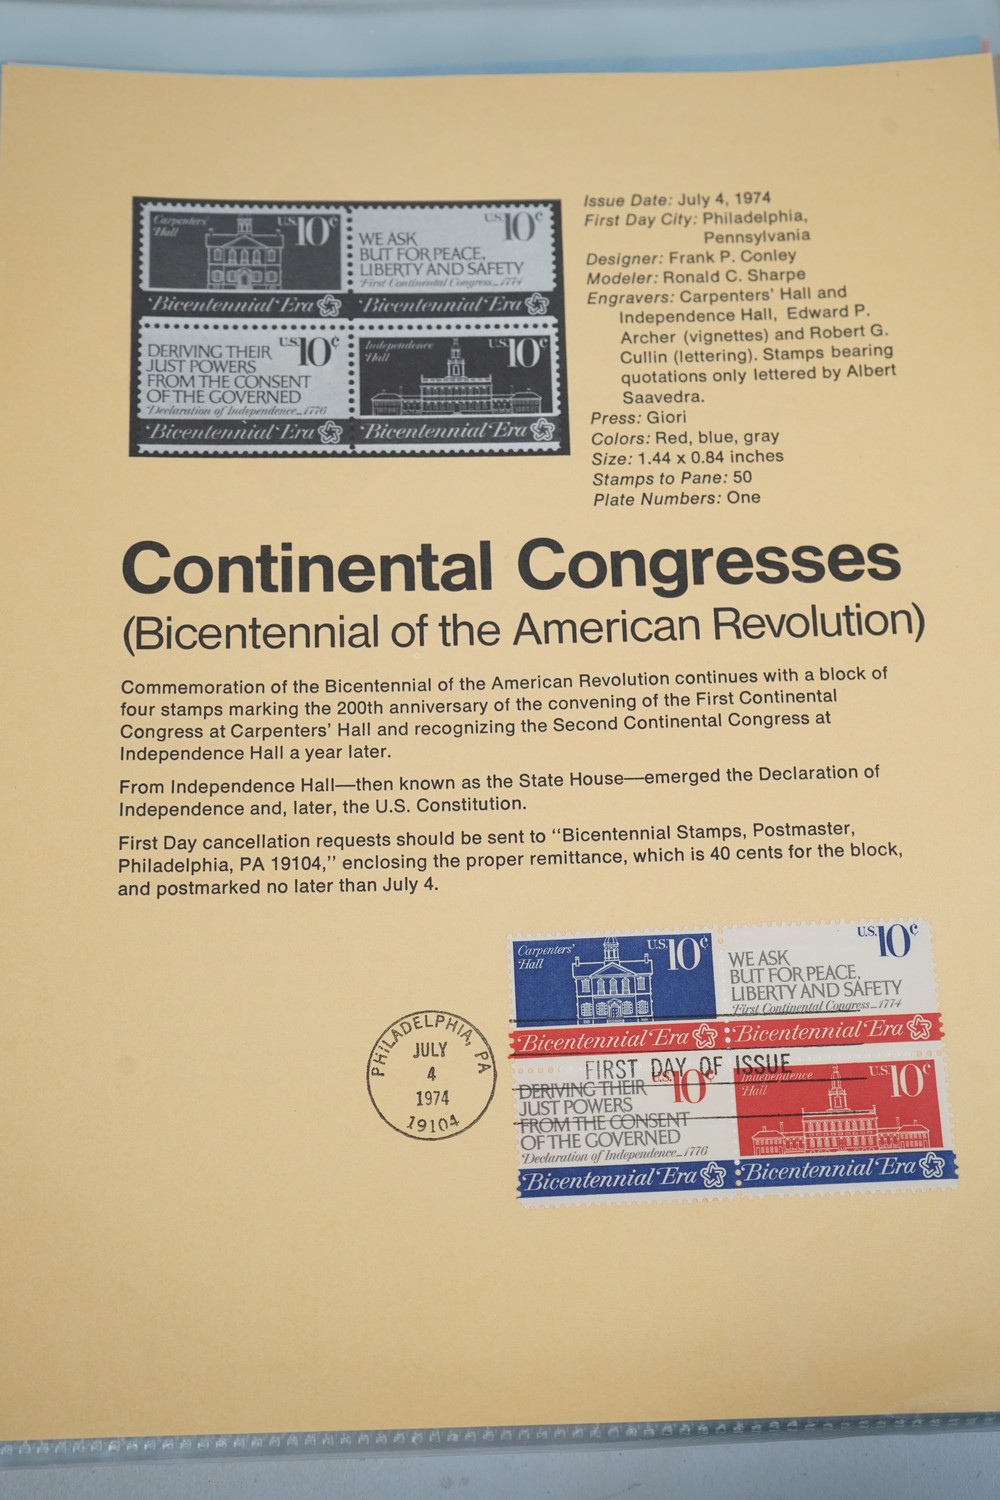 Carpenters'
Hall
U.S. 10c
U.S. 10c
WE ASK
BUT FOR PEACE,
LIBERTY AND SAFETY
First Continental Congress_1774
Bicentennial Era
Bicentennial Era
DERIVING THEIR
JUST POWERS
FROM THE CONSENT
OF THE GOVERNED
Declaration of Independence_1776
U.S. 10c
Independence
Hall
U.S. 10c
Bicentennial Era
Bicentennial Era
Issue Date: July 4, 1974
First Day City: Philadelphia,
Pennsylvania
Designer: Frank P. Conley
Modeler: Ronald C. Sharpe
Engravers: Carpenters' Hall and
Independence Hall, Edward P.
Archer (vignettes) and Robert G.
Cullin (lettering). Stamps bearing
quotations only lettered by Albert
Saavedra.
Press: Giori
Colors: Red, blue, gray
Size: 1.44 x 0.84 inches
Stamps to Pane: 50
Plate Numbers: One
Continental Congresses
(Bicentennial of the American Revolution)
Commemoration of the Bicentennial of the American Revolution continues with a block of
four stamps marking the 200th anniversary of the convening of the First Continental
Congress at Carpenters' Hall and recognizing the Second Continental Congress at
Independence Hall a year later.
From Independence Hall—then known as the State House—emerged the Declaration of
Independence and, later, the U.S. Constitution.
First Day cancellation requests should be sent to "Bicentennial Stamps, Postmaster,
Philadelphia, PA 19104," enclosing the proper remittance, which is 40 cents for the block,
and postmarked no later than July 4.
PHILADELPHIA, PA
JULY
4
1974
19104
Carpenters'
Hall
U.S. 10c
U.S. 10c
WE ASK
BUT FOR PEACE,
LIBERTY AND SAFETY
First Continental Congress_1774
Bicentennial Era
Bicentennial Era
FIRST DAY OF ISSUE
DERIVING THEIR
JUST POWERS
FROM THE CONSENT
OF THE GOVERNED
Declaration of Independence_1776
U.S. 10c
Independence
Hall
U.S. 10c
Bicentennial Era
Bicentennial Era